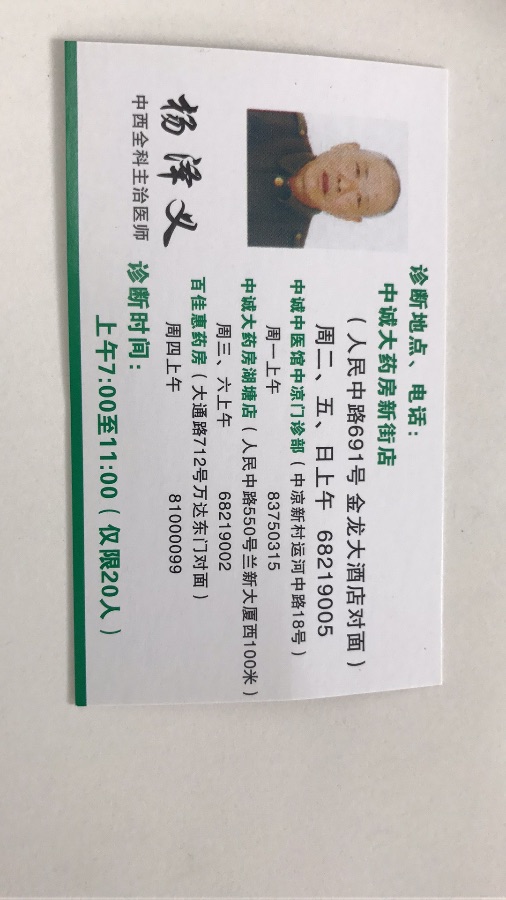 杨泽义
中西全科主治医师
诊断地点、电话：
中诚大药房新街店
（人民中路691号 金龙大酒店对面）
周二、五、日上午 68219005
中诚中医馆中凉门诊部（中凉新村运河中路18号）
周一上午 83750315
中诚大药房湖塘店（人民中路550号兰新大厦西100米）
周三、六上午 68219002
百佳惠药房（大通路712号万达东门对面）
周四上午 81000099
诊断时间：
上午7:00至11:00（仅限20人）